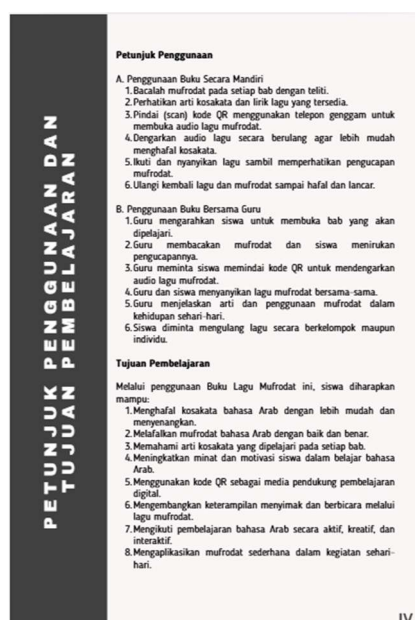 PETUNJUK PENGGUNAAN DAN
TUJUAN PEMBELAJARAN
Petunjuk Penggunaan
A. Penggunaan Buku Secara Mandiri
1.Bacalah mufrodat pada setiap bab dengan teliti.
2.Perhatikan arti kosakata dan lirik lagu yang tersedia.
3.Pindai (scan) kode QR menggunakan telepon genggam untuk
membuka audio lagu mufrodat.
4.Dengarkan audio lagu secara berulang agar lebih mudah
menghafal kosakata.
5.Ikuti dan nyanyikan lagu sambil memperhatikan pengucapan
mufrodat.
6.Ulangi kembali lagu dan mufrodat sampai hafal dan lancar.
B. Penggunaan Buku Bersama Guru
1.Guru mengarahkan siswa untuk membuka bab yang akan
dipelajari.
2.Guru membacakan mufrodat dan siswa menirukan
pengucapannya.
3.Guru meminta siswa memindai kode QR untuk mendengarkan
audio lagu mufrodat.
4.Guru dan siswa menyanyikan lagu mufrodat bersama-sama.
5.Guru menjelaskan arti dan penggunaan mufrodat dalam
kehidupan sehari-hari.
6.Siswa diminta mengulang lagu secara berkelompok maupun
individu.
Tujuan Pembelajaran
Melalui penggunaan Buku Lagu Mufrodat ini, siswa diharapkan
mampu:
1.Menghafal kosakata bahasa Arab dengan lebih mudah dan
menyenangkan.
2.Melafalkan mufrodat bahasa Arab dengan baik dan benar.
3.Memahami arti kosakata yang dipelajari pada setiap bab.
4.Meningkatkan minat dan motivasi siswa dalam belajar bahasa
Arab.
5.Menggunakan kode QR sebagai media pendukung pembelajaran
digital.
6.Mengembangkan keterampilan menyimak dan berbicara melalui
lagu mufrodat.
7.Mengikuti pembelajaran bahasa Arab secara aktif, kreatif, dan
interaktif.
8.Mengaplikasikan mufrodat sederhana dalam kegiatan sehari-
hari.
IV